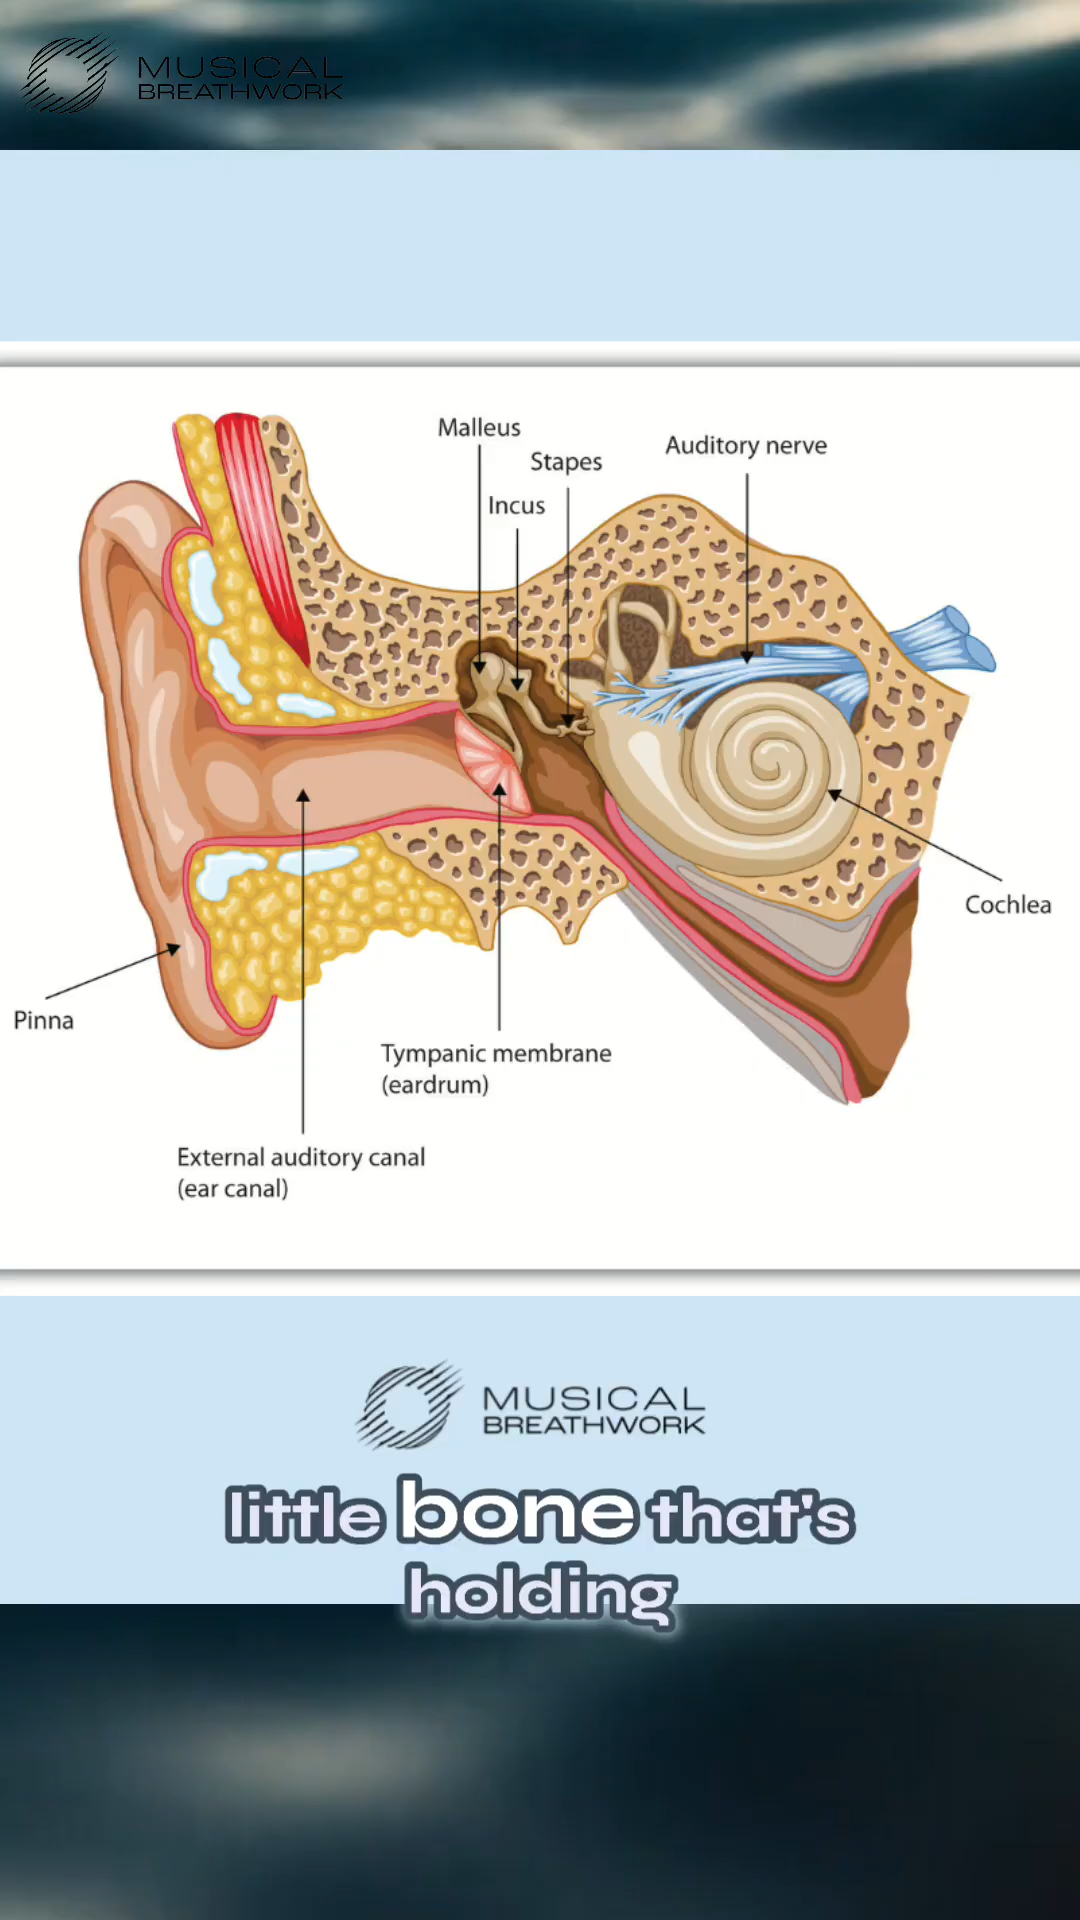 MUSICAL
BREATHWORK
Malleus
Stapes
Auditory nerve
Incus
Cochlea
Pinna
Tympanic membrane
(eardrum)
External auditory canal
(ear canal)
MUSICAL
BREATHWORK
little bone that's
holding